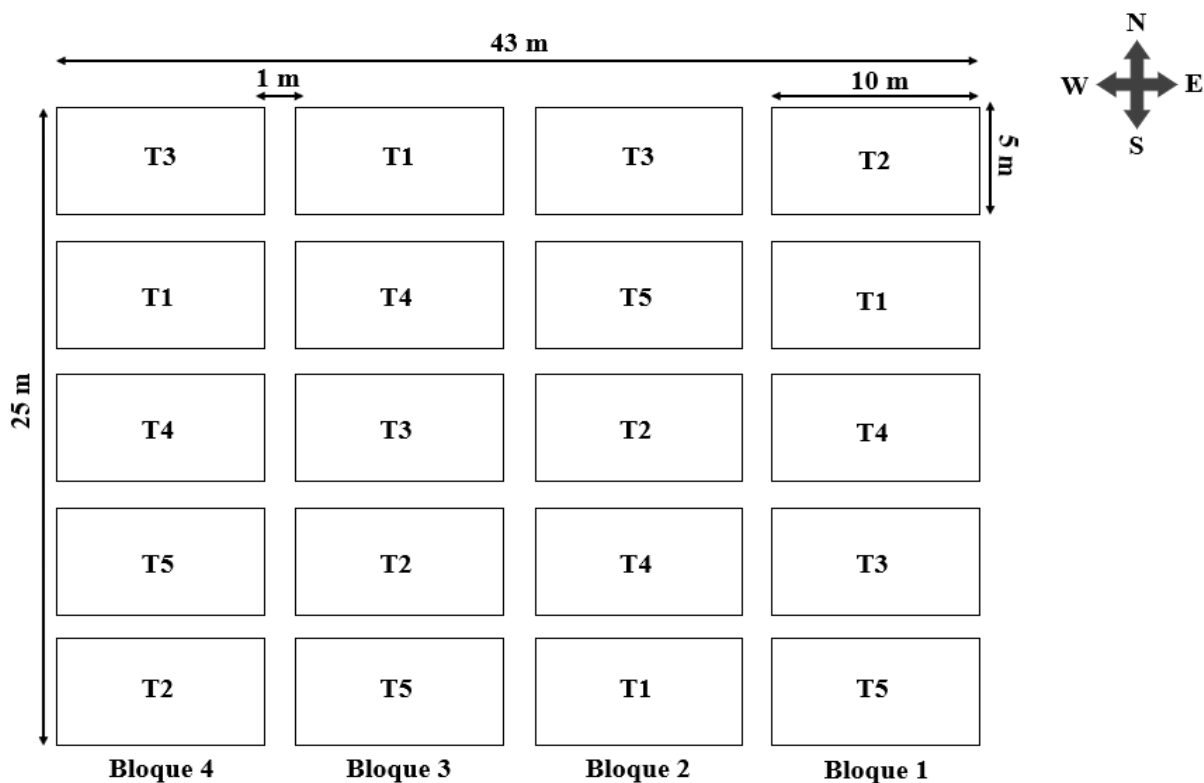 43 m
N
1 m
10 m
W E
S
T3 T1 T3 T2
5 m
T1 T4 T5 T1
25 m
T4 T3 T2 T4
T5 T2 T4 T3
T2 T5 T1 T5
Bloque 4 Bloque 3 Bloque 2 Bloque 1